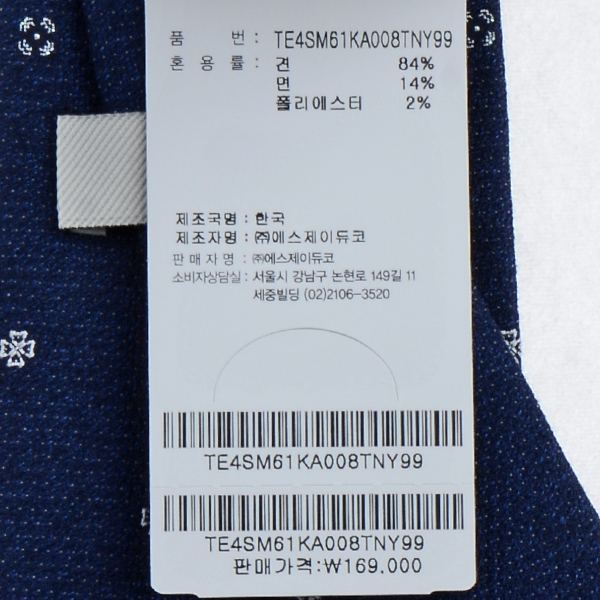 품 번 : TE4SM61KA008TNY99
혼 용 률 : 견 84%
면 14%
폴리에스터 2%
제조국명 : 한국
제조자명 : ㈜에스제이듀코
판 매 자 명 : ㈜에스제이듀코
소비자상담실 : 서울시 강남구 논현로 149길 11
세중빌딩 (02)2106-3520
TE4SM61KA008TNY99
TE4SM61KA008TNY99
판매가격:₩169,000